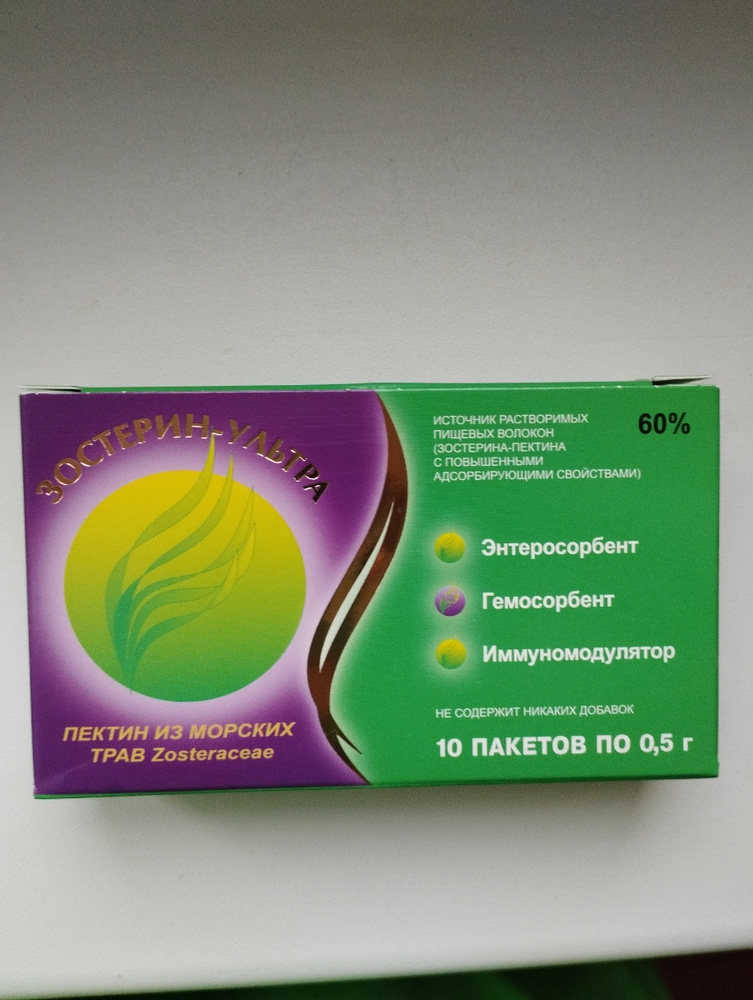 ЗОСТЕРИН-УЛЬТРА
ПЕКТИН ИЗ МОРСКИХ
ТРАВ Zosteraceae
ИСТОЧНИК РАСТВОРИМЫХ
ПИЩЕВЫХ ВОЛОКОН
(ЗОСТЕРИНА-ПЕКТИНА
С ПОВЫШЕННЫМИ
АДСОРБИРУЮЩИМИ СВОЙСТВАМИ)
60%
Энтеросорбент
Гемосорбент
Иммуномодулятор
НЕ СОДЕРЖИТ НИКАКИХ ДОБАВОК
10 ПАКЕТОВ ПО 0,5 г